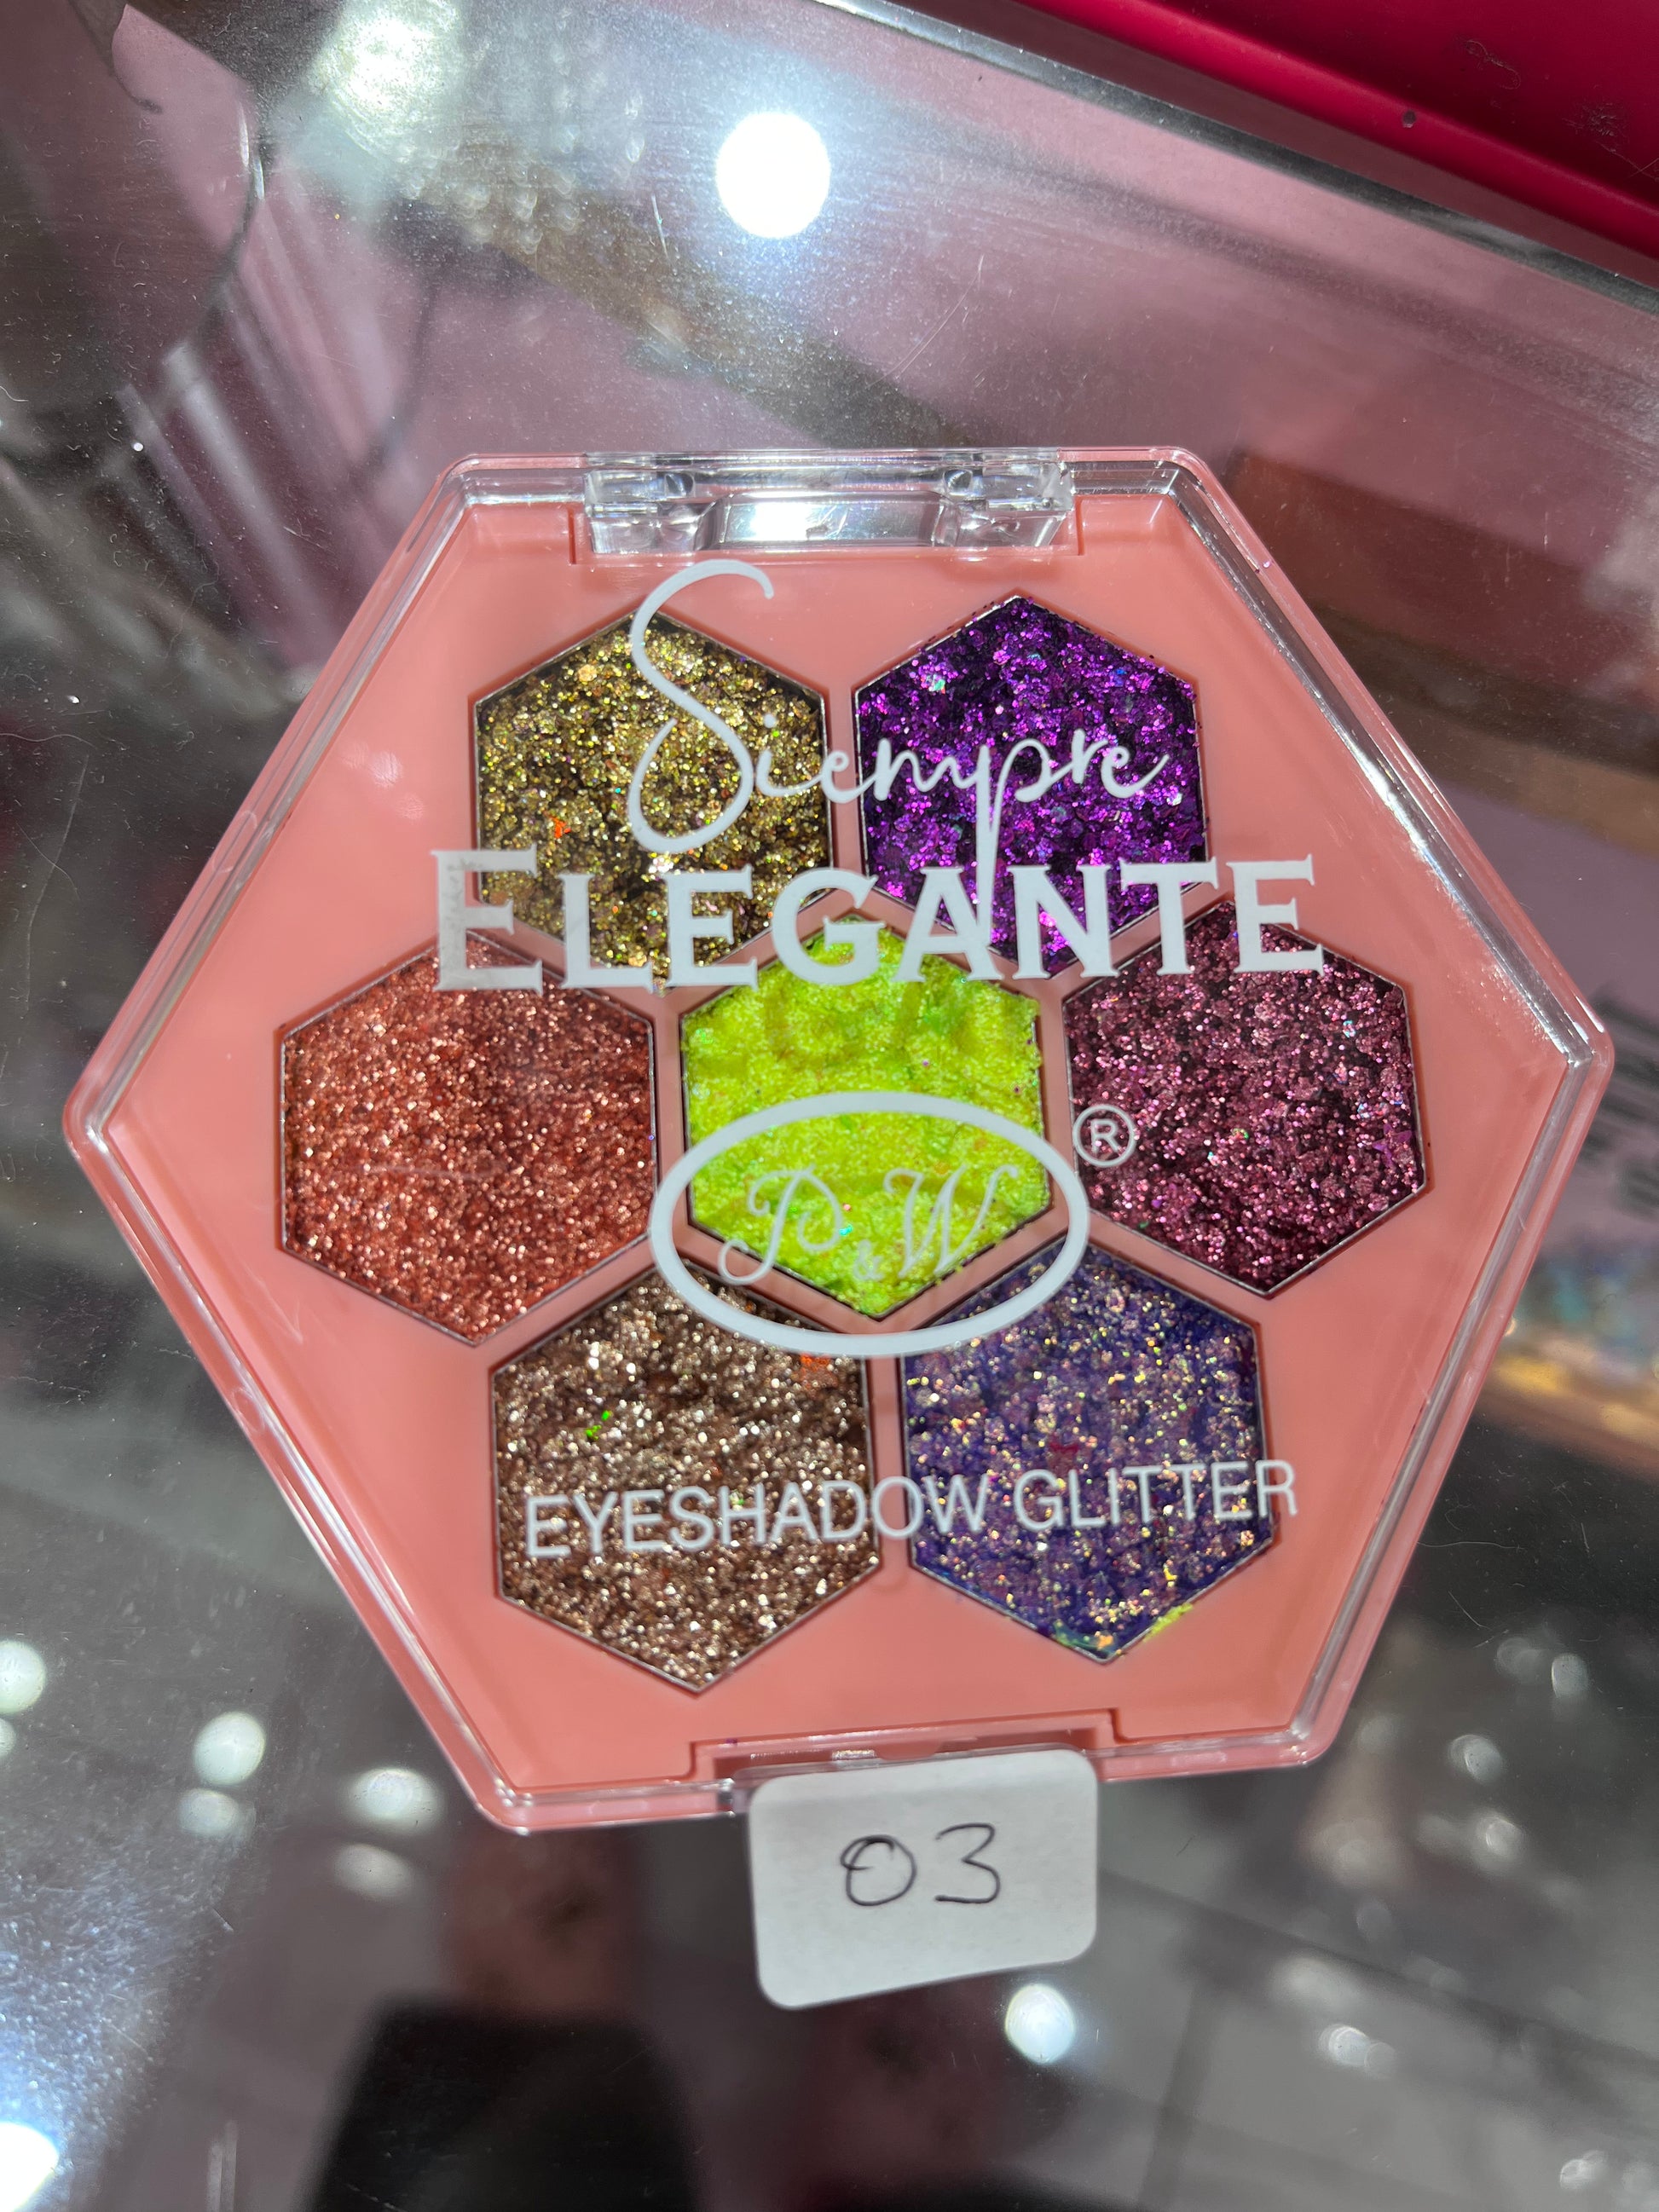 Siempre
ELEGANTE
P&W ®
EYESHADOW GLITTER
03